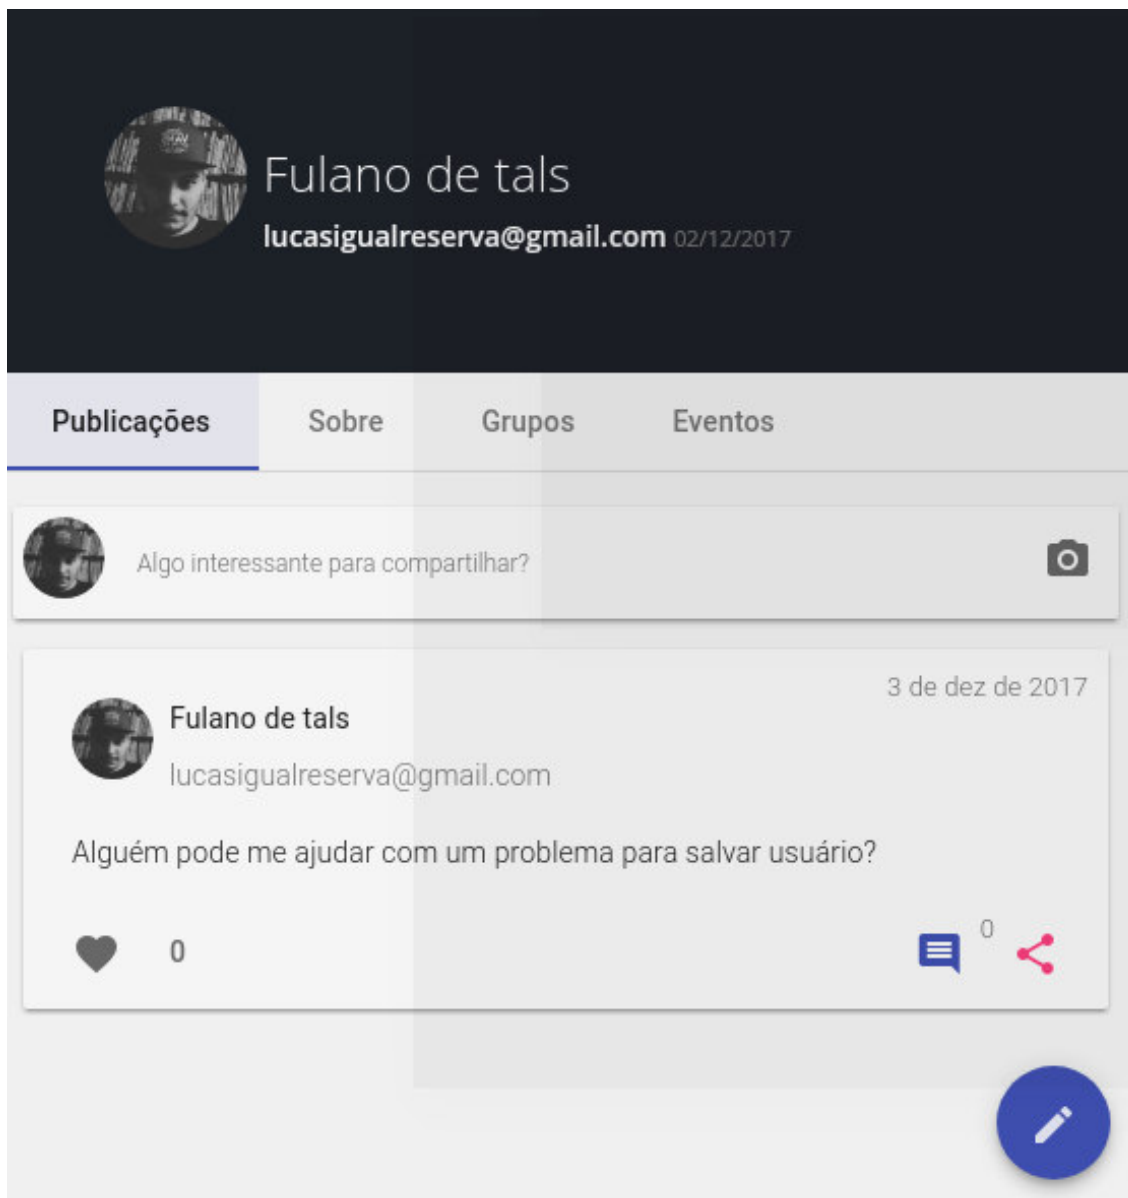 Fulano de tals
lucasigualreserva@gmail.com 02/12/2017
Publicações Sobre Grupos Eventos
Algo interessante para compartilhar?
3 de dez de 2017
Fulano de tals
lucasigualreserva@gmail.com
Alguém pode me ajudar com um problema para salvar usuário?
0 0